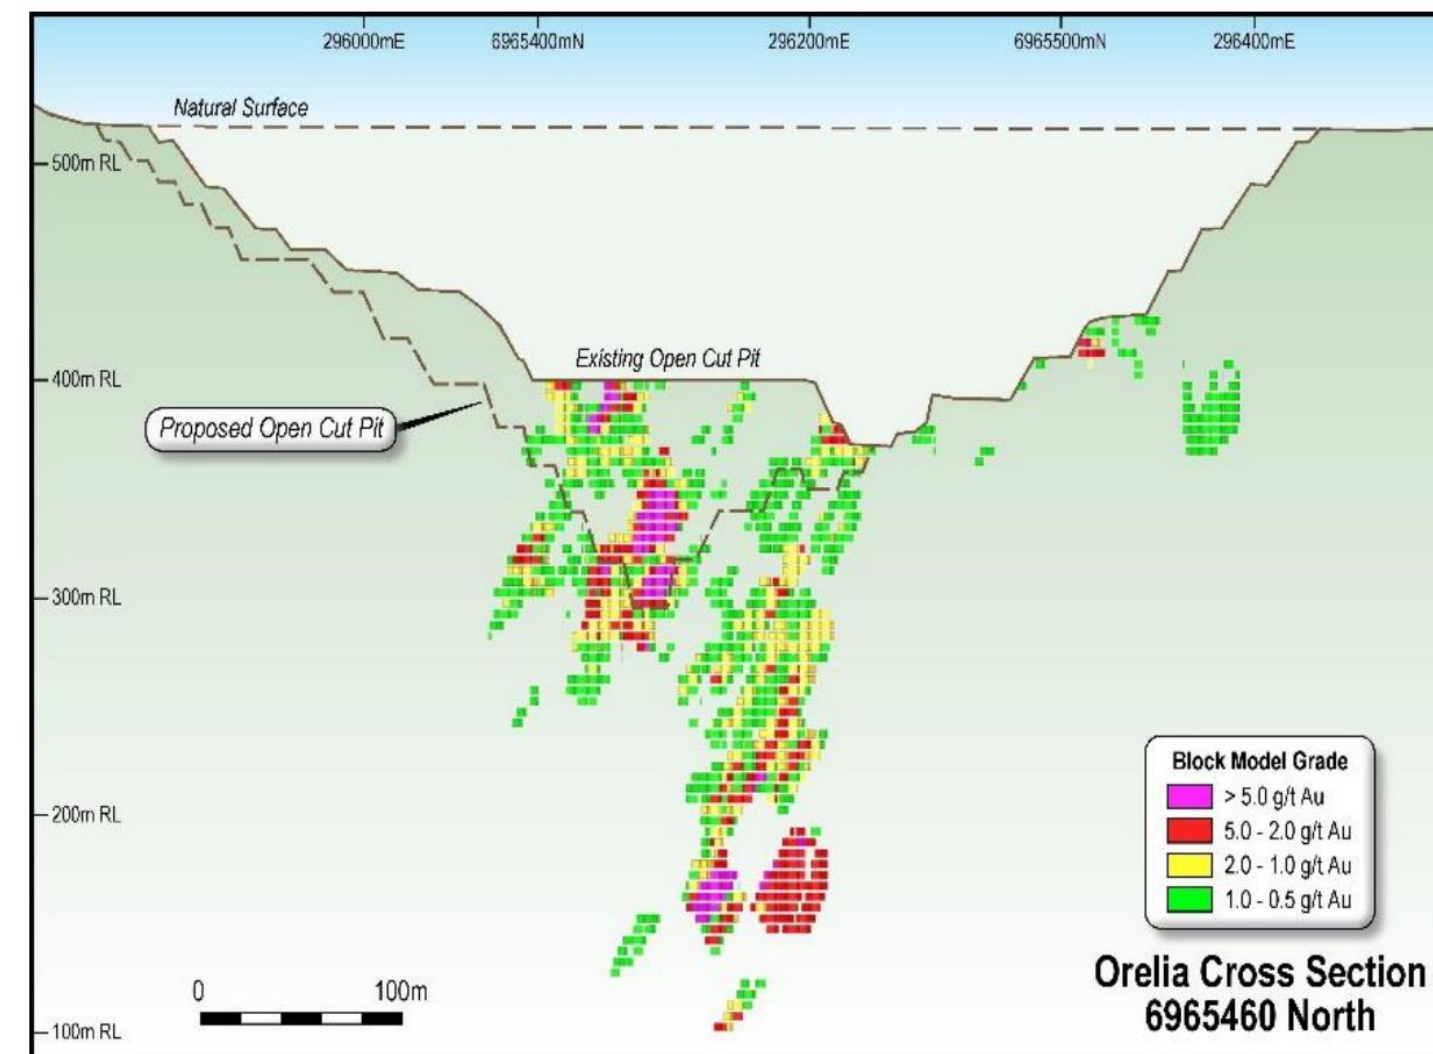 296000mE
6965400mN
296200mE
6965500mN
296400mE
Natural Surface
500m RL
Existing Open Cut Pit
400m RL
Proposed Open Cut Pit
300m RL
Block Model Grade
> 5.0 g/t Au
200m RL
5.0 - 2.0 g/t Au
2.0 - 1.0 g/t Au
1.0 - 0.5 g/t Au
Orelia Cross Section
6965460 North
0 100m
100m RL